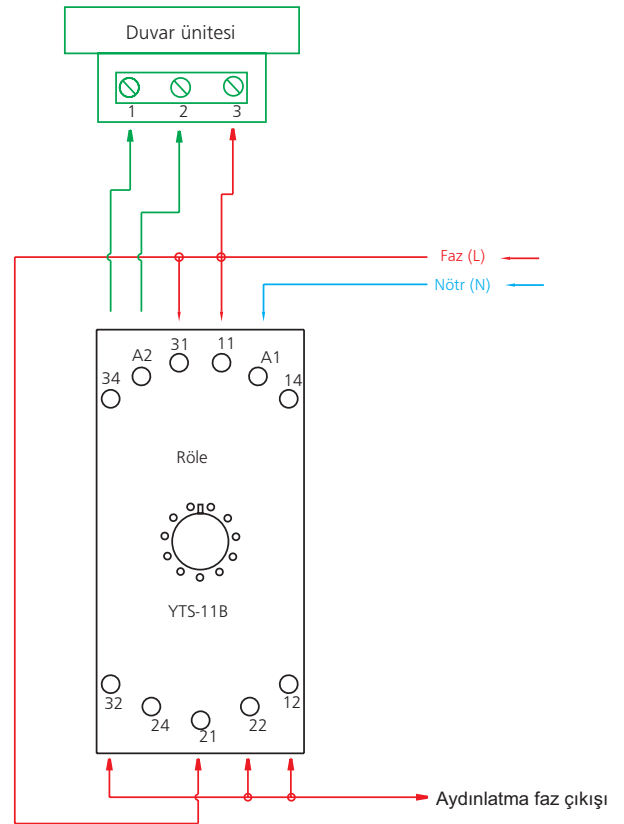 Duvar ünitesi
1 2 3
Faz (L)
Nötr (N)
34 A2 31 11 A1 14
Röle
YTS-11B
32 24 21 22 12
Aydınlatma faz çıkışı